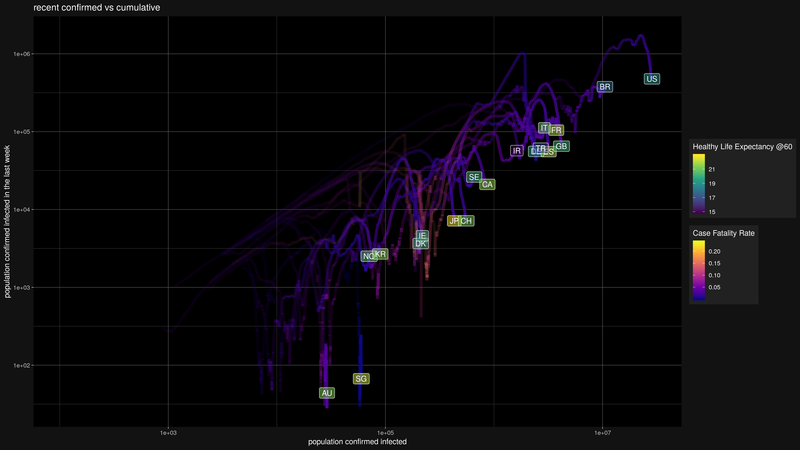 recent confirmed vs cumulative
population confirmed infected in the last week
1e+06
1e+05
1e+04
1e+03
1e+02
US
BR
IT
FR
GB
IR
TR
SE
CA
JP
CH
IE
DK
NO
KR
SG
AU
1e+03
1e+05
1e+07
population confirmed infected
Healthy Life Expectancy @60
21
19
17
15
Case Fatality Rate
0.20
0.15
0.10
0.05